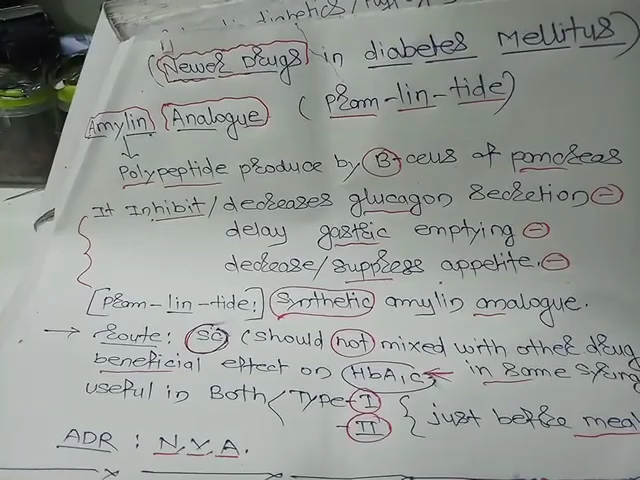 (Newer Drugs in diabetes Mellitus)
Amylin Analogue (pram-lin-tide)
Polypeptide produce by B-cells of pancreas
It Inhibit/decreases glucagon secretion ⊖
delay gastric emptying ⊖
decrease/suppress appetite. ⊖
[pram-lin-tide:] Synthetic amylin analogue.
→ Route: SC (should not mixed with other drug
beneficial effect on HbA1C ← in same syring
useful in Both < Type-I
-II { just before meal
ADR : N.V.A.